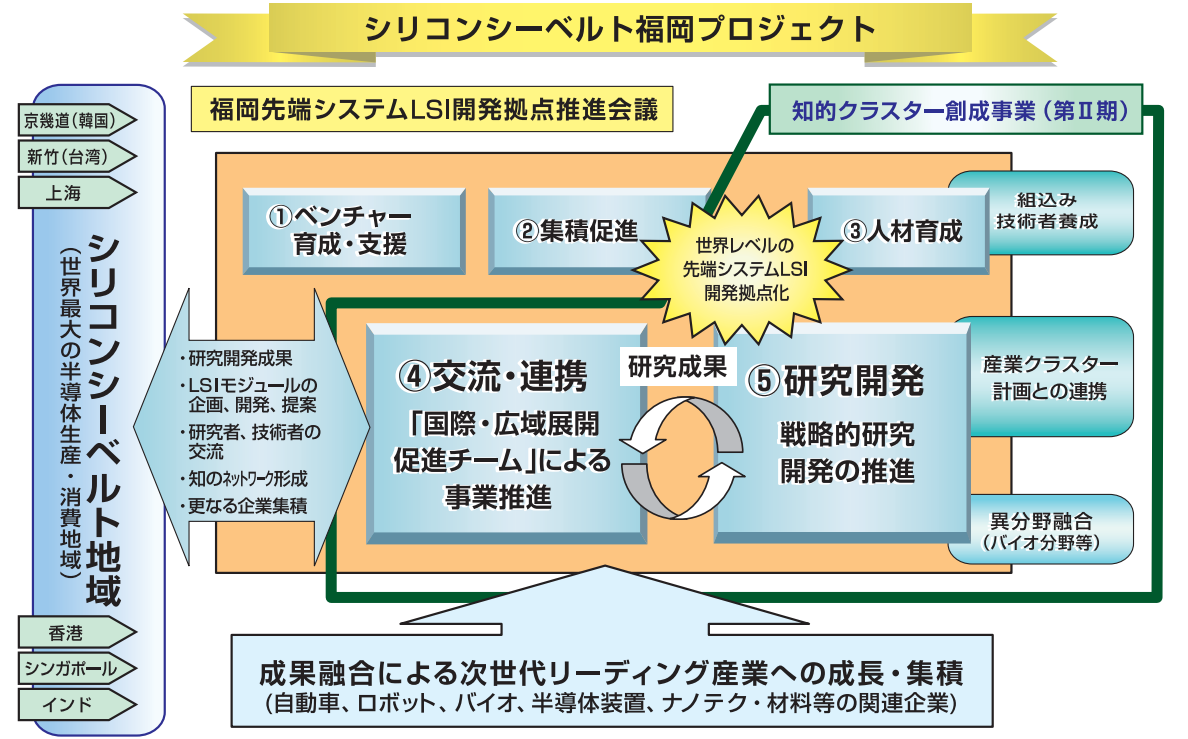 シリコンシーベルト福岡プロジェクト
福岡先端システムLSI開発拠点推進会議
知的クラスター創成事業(第Ⅱ期)
京幾道(韓国)
新竹(台湾)
上海
シリコンシーベルト地域
(世界最大の半導体生産・消費地域)
香港
シンガポール
インド
①ベンチャー
育成・支援
②集積促進
③人材育成
世界レベルの
先端システムLSI
開発拠点化
組込み
技術者養成
・研究開発成果
・LSIモジュールの
企画、開発、提案
・研究者、技術者の
交流
・知のネットワーク形成
・更なる企業集積
④交流・連携
「国際・広域展開
促進チーム」による
事業推進
研究成果
⑤研究開発
戦略的研究
開発の推進
産業クラスター
計画との連携
異分野融合
(バイオ分野等)
成果融合による次世代リーディング産業への成長・集積
(自動車、ロボット、バイオ、半導体装置、ナノテク・材料等の関連企業)